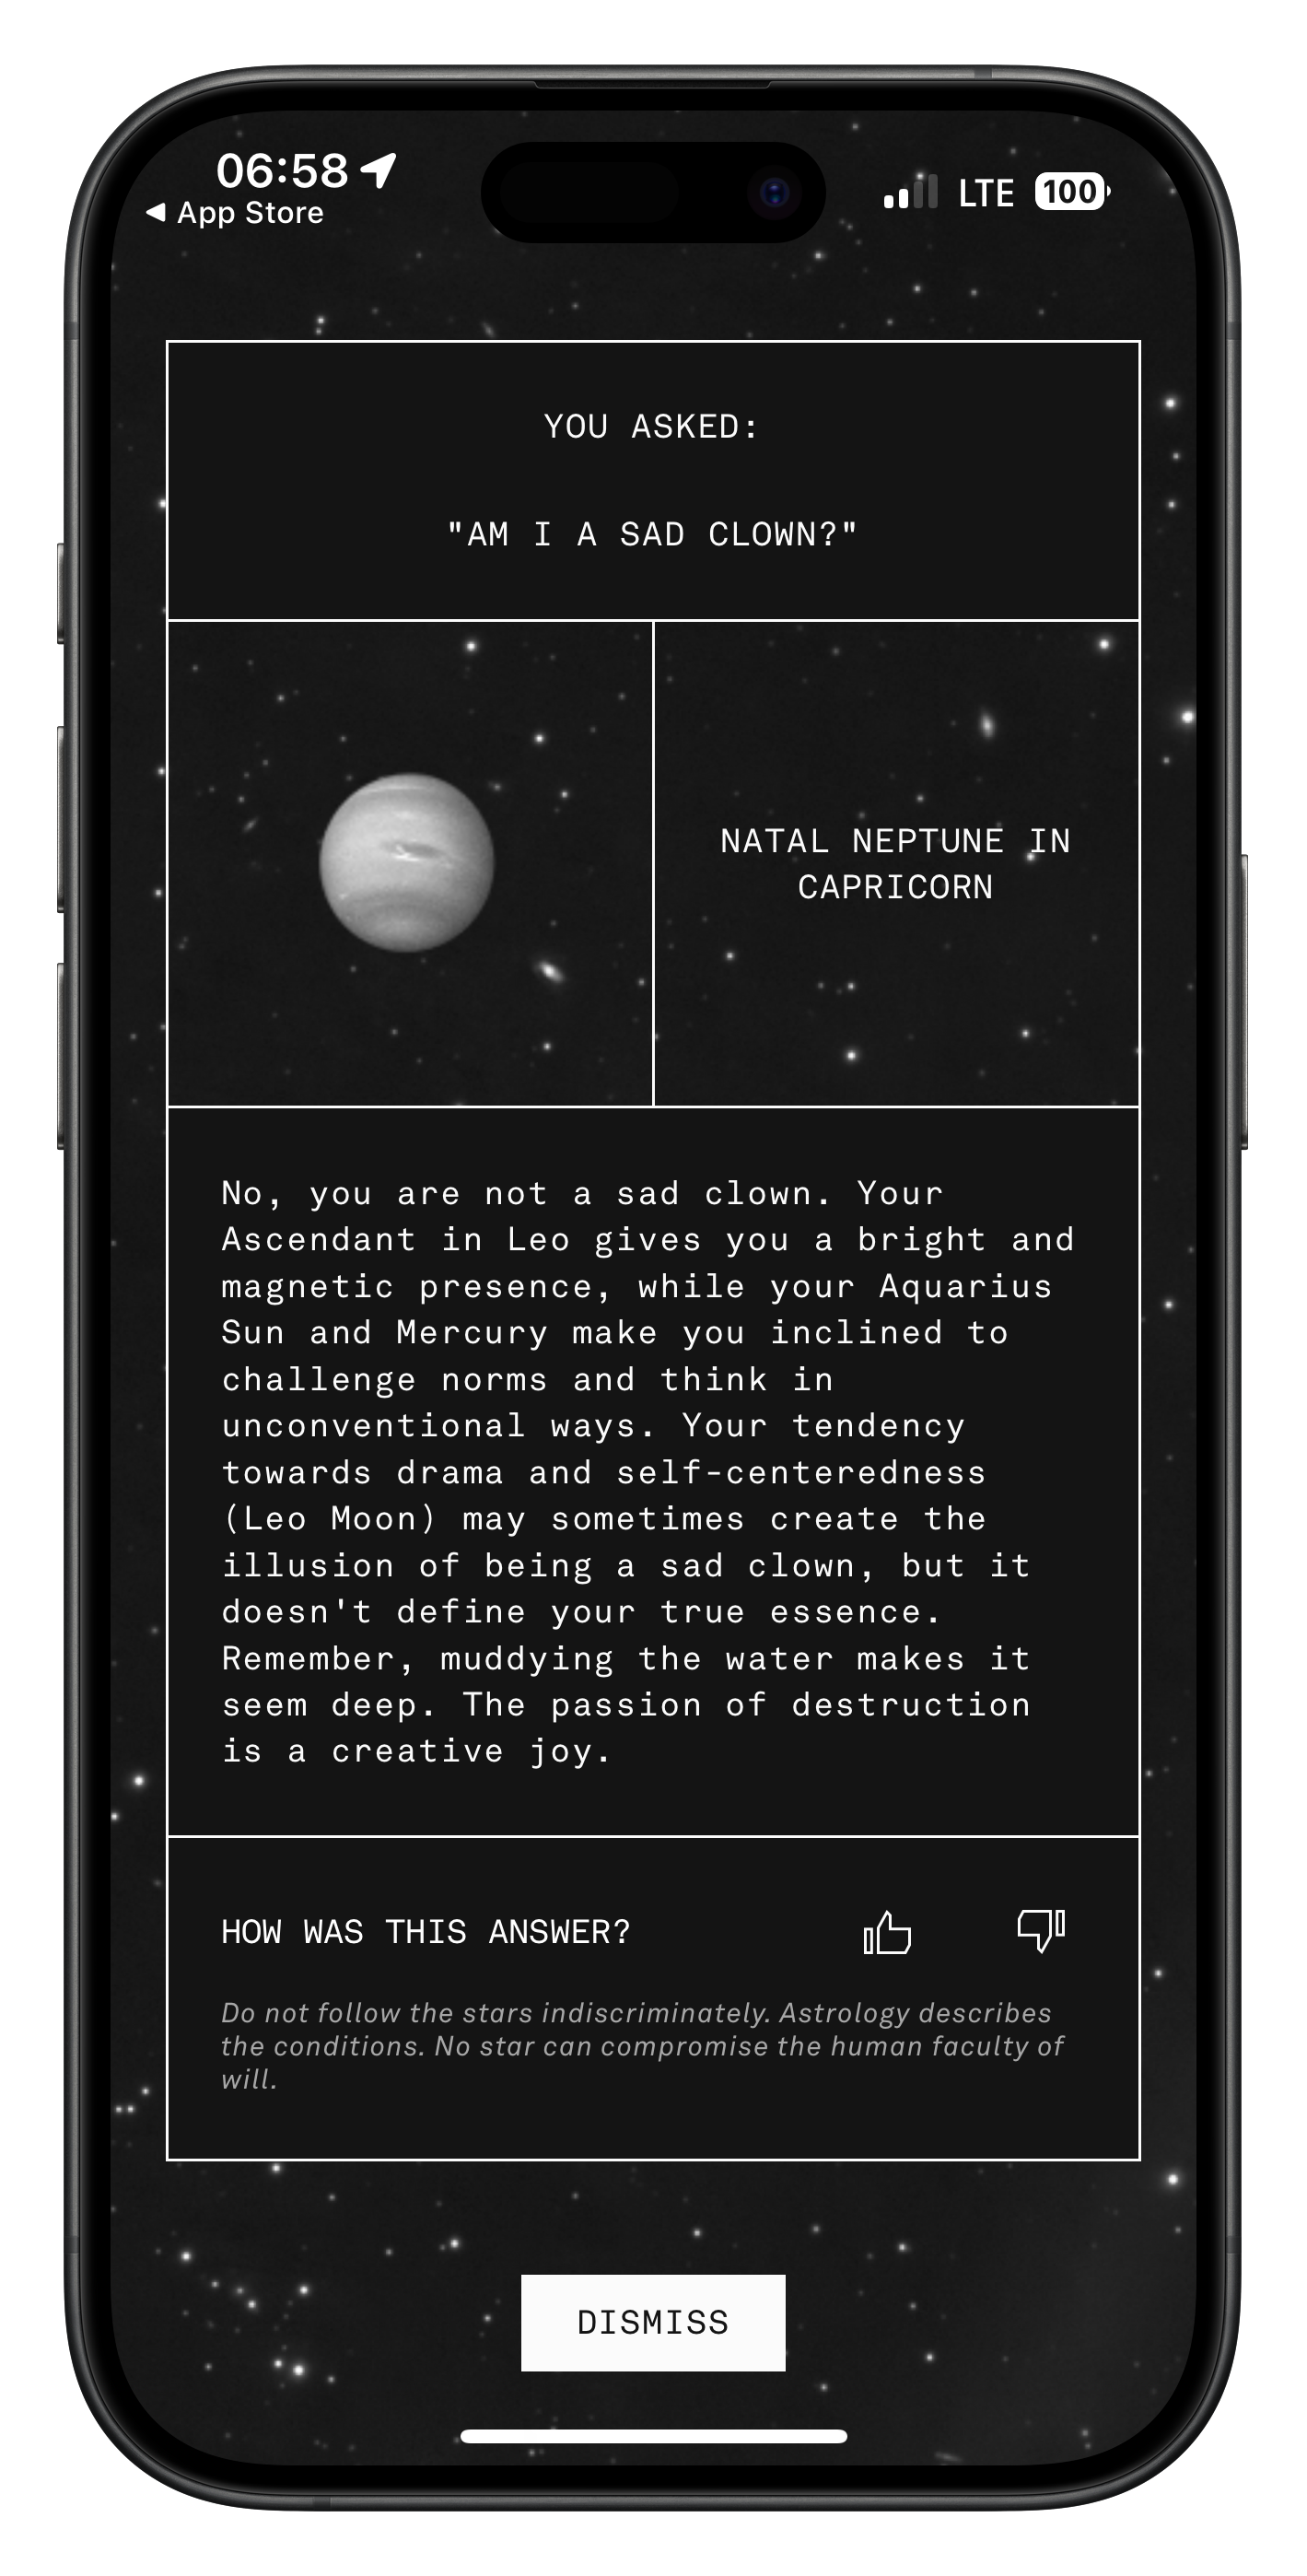 06:58
App Store
LTE
100
YOU ASKED:
"AM I A SAD CLOWN?"
NATAL NEPTUNE IN
CAPRICORN
No, you are not a sad clown. Your
Ascendant in Leo gives you a bright and
magnetic presence, while your Aquarius
Sun and Mercury make you inclined to
challenge norms and think in
unconventional ways. Your tendency
towards drama and self-centeredness
(Leo Moon) may sometimes create the
illusion of being a sad clown, but it
doesn't define your true essence.
Remember, muddying the water makes it
seem deep. The passion of destruction
is a creative joy.
HOW WAS THIS ANSWER?
Do not follow the stars indiscriminately. Astrology describes
the conditions. No star can compromise the human faculty of
will.
DISMISS